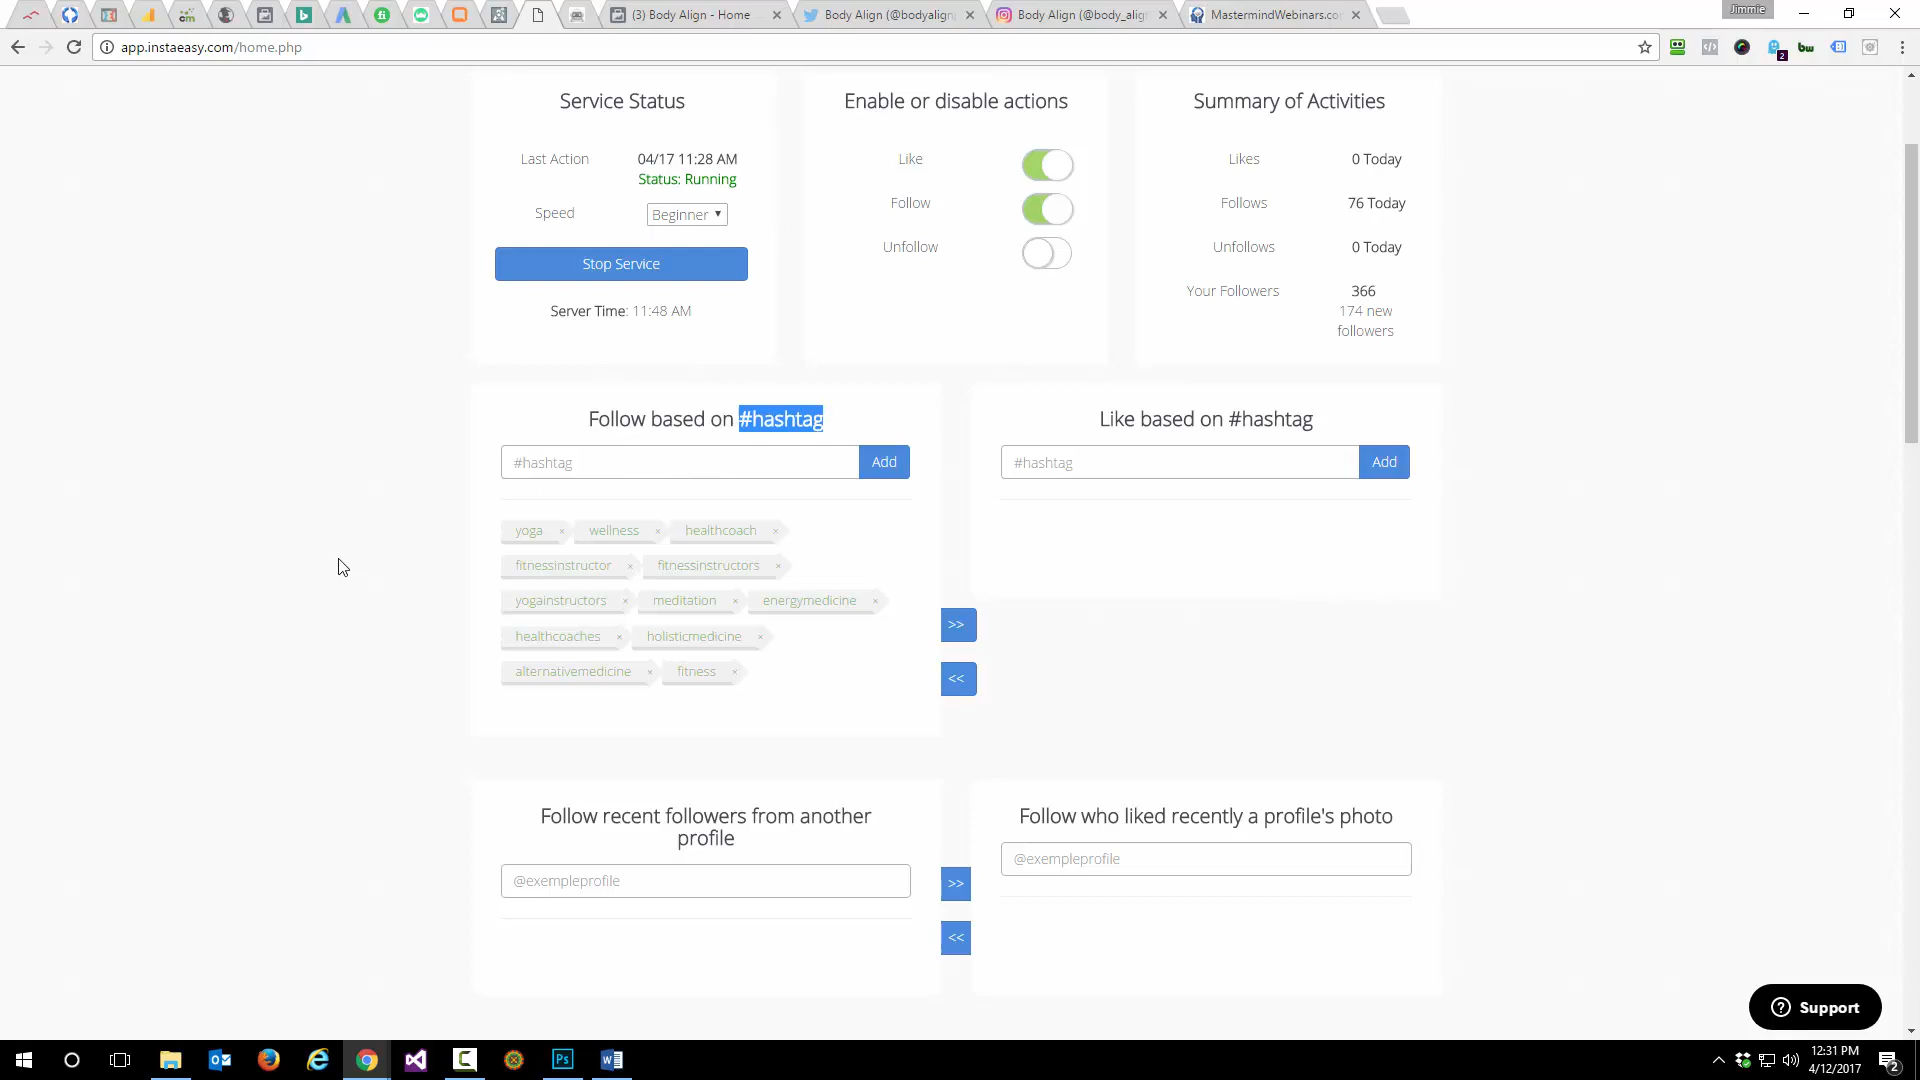 (3) Body Align - Home
Body Align (@bodyalign
Body Align (@body_alig
MastermindWebinars.co
Jimmie
app.instaeasy.com/home.php
bw
2
Service Status
Last Action
04/17 11:28 AM
Status: Running
Speed
Beginner
Stop Service
Server Time: 11:48 AM
Enable or disable actions
Like
Follow
Unfollow
Summary of Activities
Likes
0 Today
Follows
76 Today
Unfollows
0 Today
Your Followers
366
174 new
followers
Follow based on #hashtag
#hashtag
Add
yoga × wellness × healthcoach ×
fitnessinstructor × fitnessinstructors ×
yogainstructors × meditation × energymedicine ×
healthcoaches × holisticmedicine ×
alternativemedicine × fitness ×
Like based on #hashtag
#hashtag
Add
>>
<<
Follow recent followers from another
profile
@exempleprofile
>>
<<
Follow who liked recently a profile's photo
@exempleprofile
Support
12:31 PM
4/12/2017
2